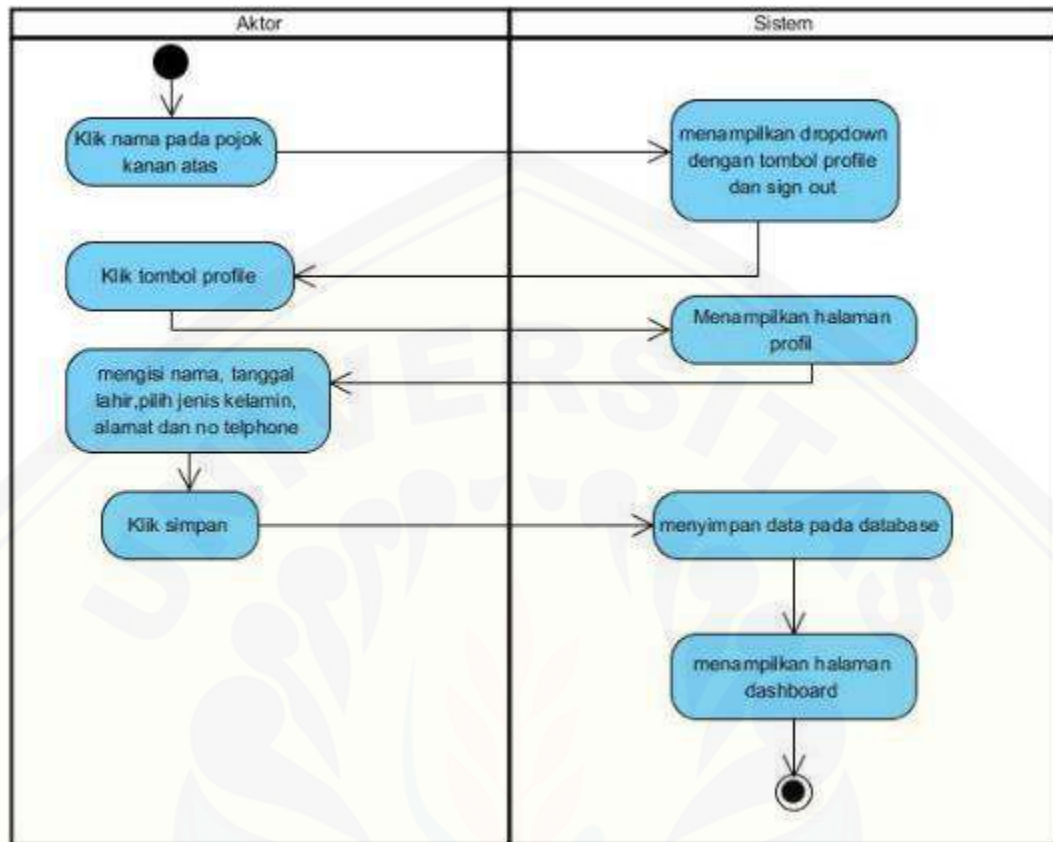 Aktor
Sistem
Klik nama pada pojok
kanan atas
menampilkan dropdown
dengan tombol profile
dan sign out
Klik tombol profile
Menampilkan halaman
profil
mengisi nama, tanggal
lahir,pilih jenis kelamin,
alamat dan no telphone
Klik simpan
menyimpan data pada database
menampilkan halaman
dashboard
UNIVERSITAS